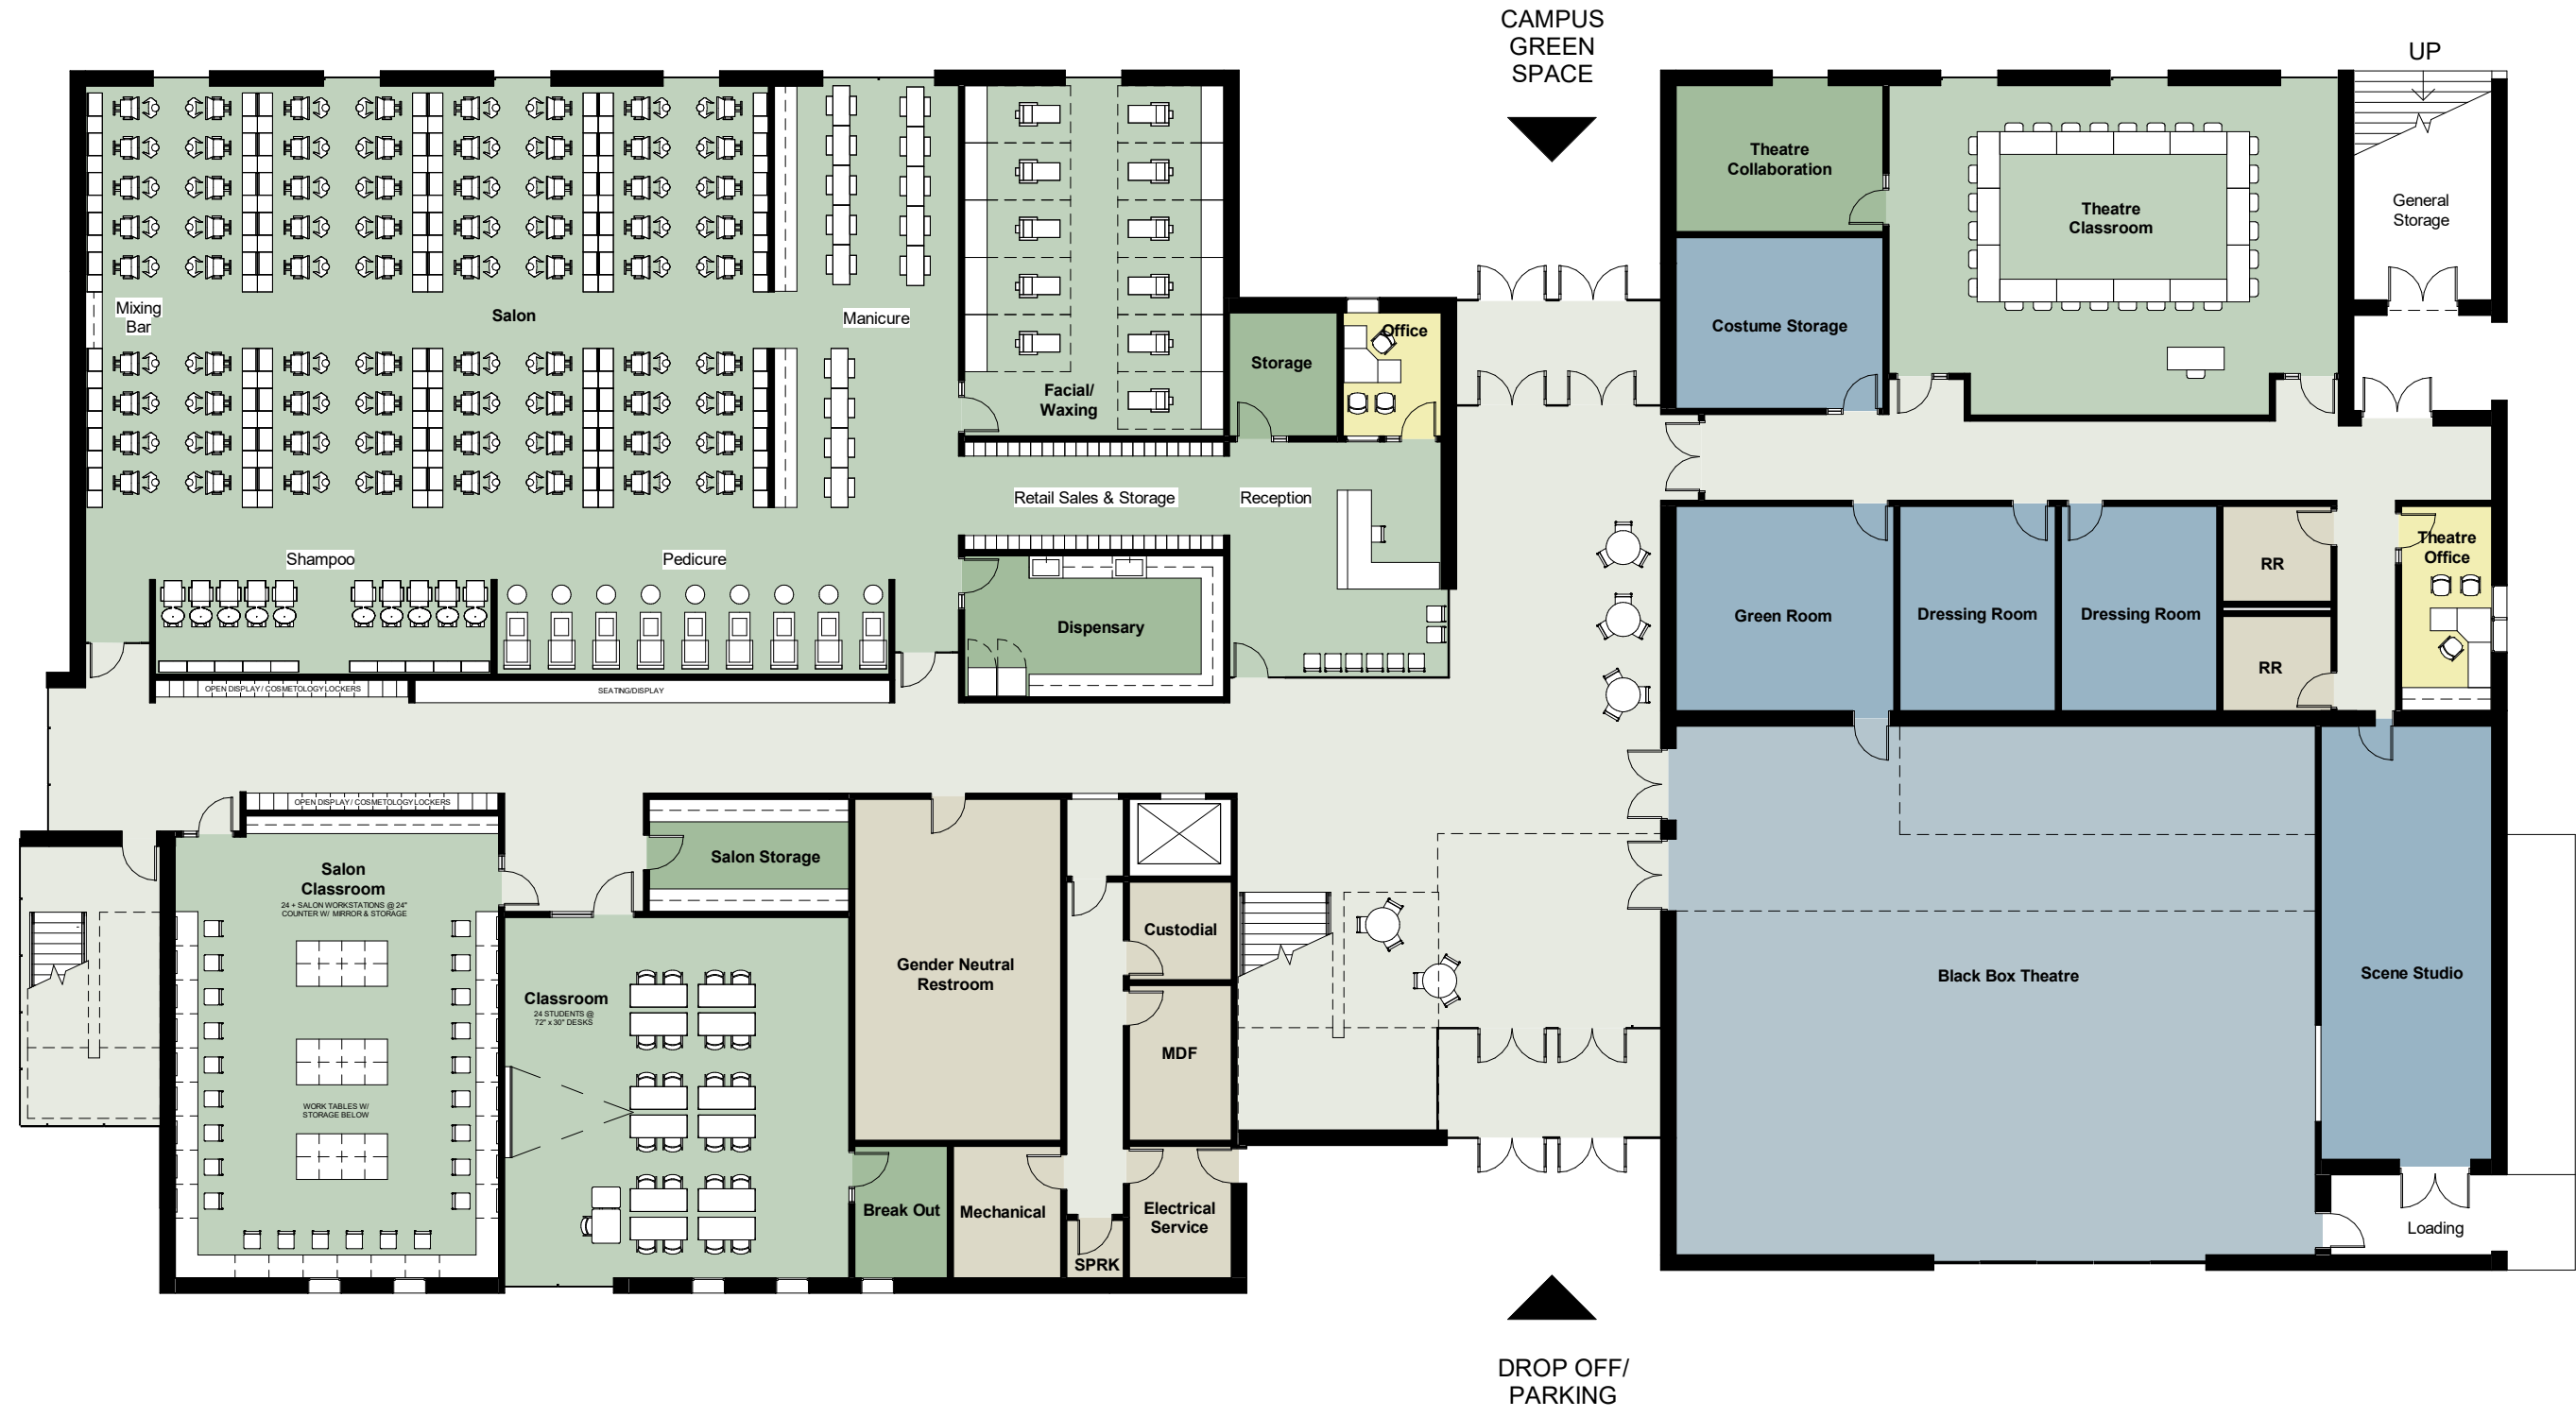 CAMPUS
GREEN
SPACE
UP
Theatre
Collaboration
Theatre
Classroom
General
Storage
Mixing
Bar
Salon
Manicure
Office
Costume Storage
Storage
Facial/
Waxing
Retail Sales & Storage
Reception
Shampoo
Pedicure
Theatre
Office
RR
Green Room
Dressing Room
Dressing Room
Dispensary
RR
OPEN DISPLAY / COSMETOLOGY LOCKERS
SEATING/DISPLAY
OPEN DISPLAY / COSMETOLOGY LOCKERS
Salon Storage
Salon
Classroom
24 + SALON WORKSTATIONS @ 24"
COUNTER W/ MIRROR & STORAGE
Custodial
Gender Neutral
Restroom
Black Box Theatre
Scene Studio
Classroom
24 STUDENTS @
72" x 30" DESKS
MDF
WORK TABLES W/
STORAGE BELOW
Break Out
Mechanical
Electrical
Service
Loading
SPRK
DROP OFF/
PARKING